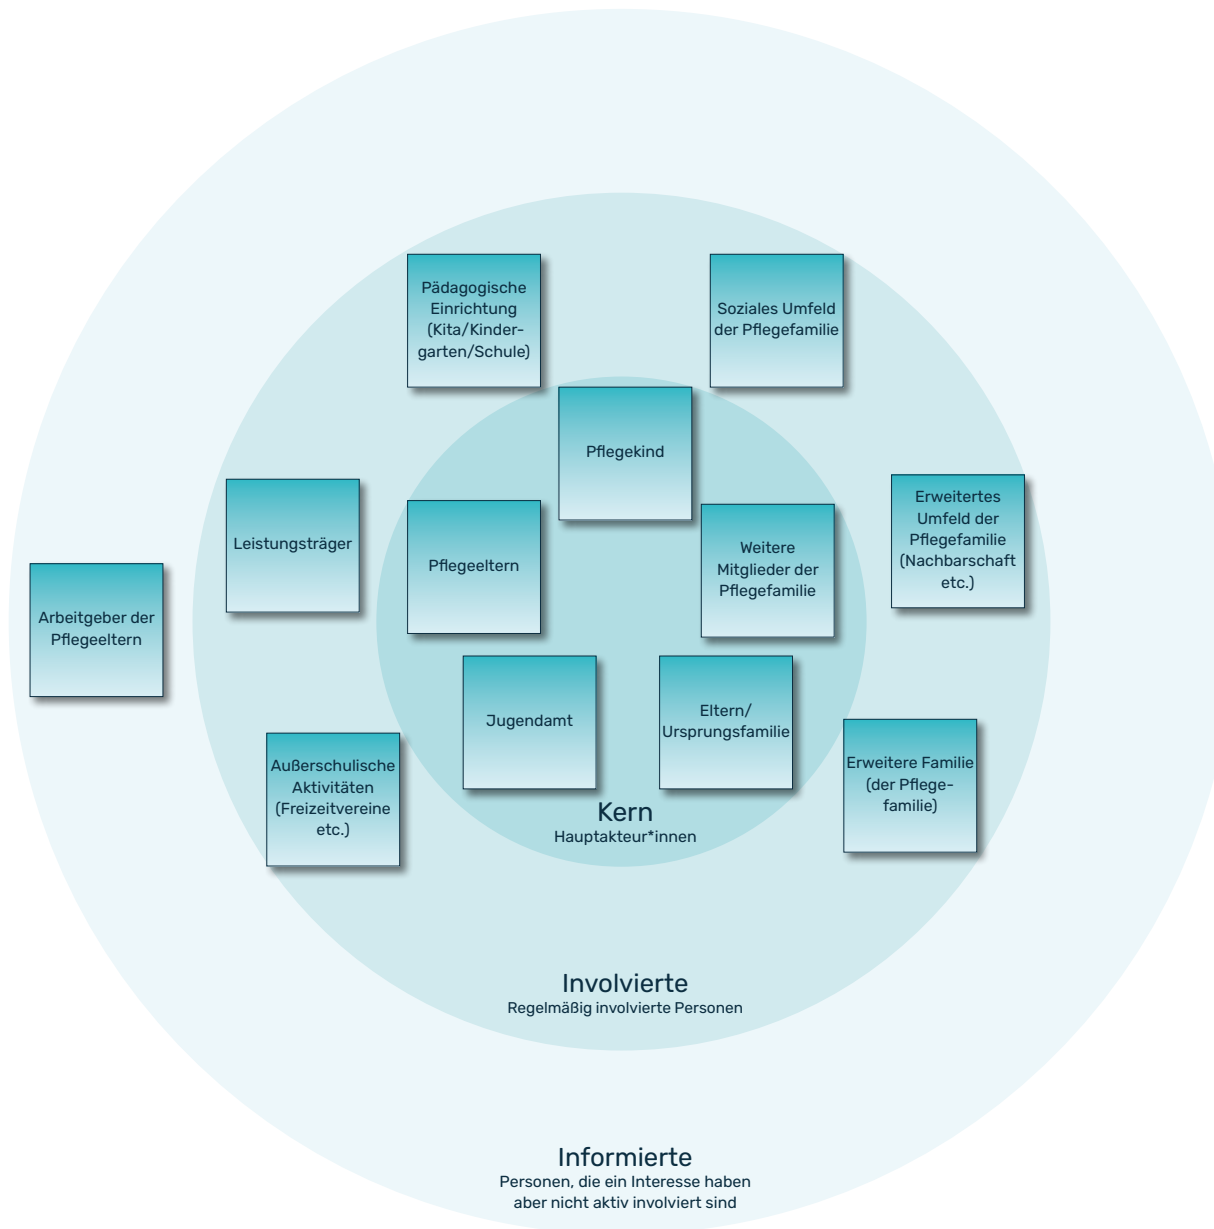 Pädagogische
Einrichtung
(Kita/Kinder-
garten/Schule)
Soziales Umfeld
der Pflegefamilie
Pflegekind
Leistungsträger
Pflegeeltern
Weitere
Mitglieder der
Pflegefamilie
Erweitertes
Umfeld der
Pflegefamilie
(Nachbarschaft
etc.)
Arbeitgeber der
Pflegeeltern
Jugendamt
Eltern/
Ursprungsfamilie
Außerschulische
Aktivitäten
(Freizeitvereine
etc.)
Erweitere Familie
(der Pflege-
familie)
Kern
Hauptakteur*innen
Involvierte
Regelmäßig involvierte Personen
Informierte
Personen, die ein Interesse haben
aber nicht aktiv involviert sind